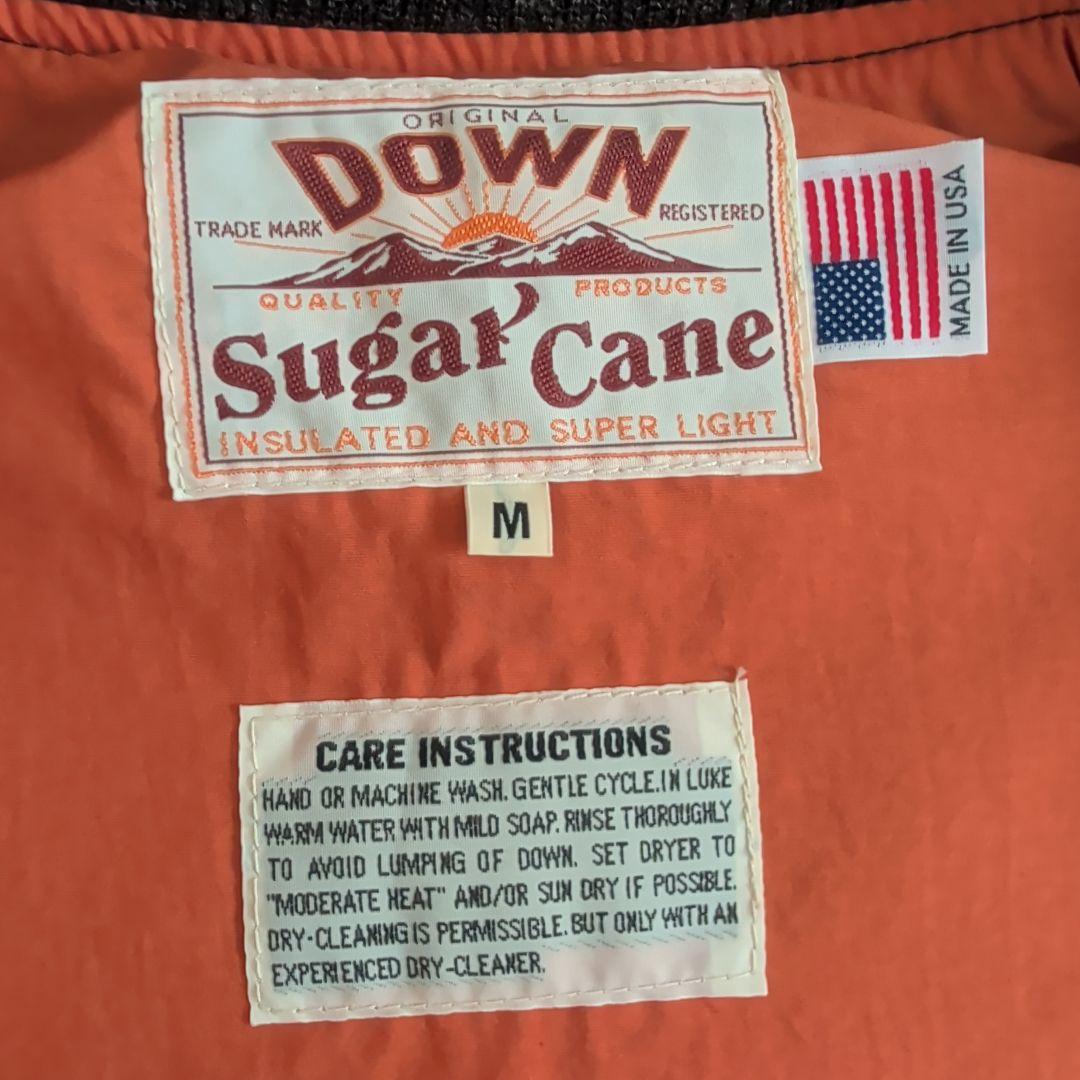 ORIGINAL
DOWN
TRADE MARK
REGISTERED
QUALITY PRODUCTS
Sugar Cane
INSULATED AND SUPER LIGHT
MADE IN USA
M
CARE INSTRUCTIONS
HAND OR MACHINE WASH. GENTLE CYCLE. IN LUKE
WARM WATER WITH MILD SOAP. RINSE THOROUGHLY
TO AVOID LUMPING OF DOWN. SET DRYER TO
"MODERATE HEAT" AND/OR SUN DRY IF POSSIBLE.
DRY-CLEANING IS PERMISSIBLE. BUT ONLY WITH AN
EXPERIENCED DRY-CLEANER.